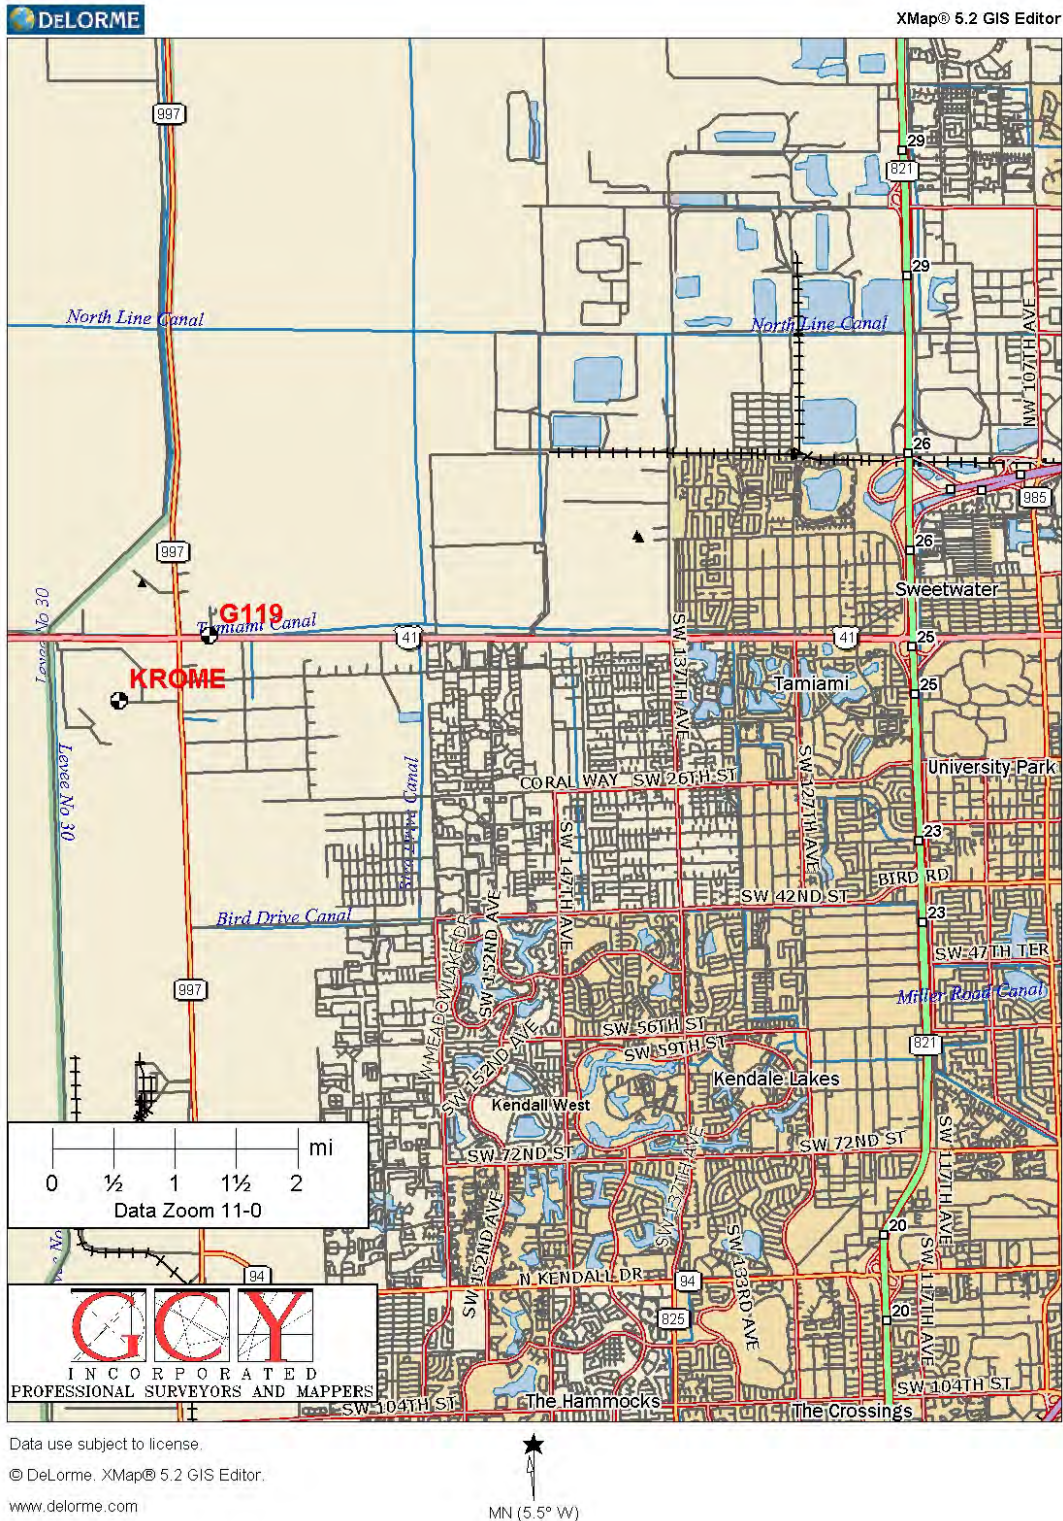 DELORME
XMap® 5.2 GIS Editor
997
29
821
29
North Line Canal
North Line Canal
NW 107TH AVE
26
985
997
26
Sweetwater
Levee No 30
G119
Tamiami Canal
41
41
25
SW 137TH AVE
KROME
Tamiami
25
Levee No 30
Bird Drive Canal
CORAL WAY
SW 26TH ST
University Park
SW 127TH AVE
SW 147TH AVE
23
BIRD RD
SW 42ND ST
Bird Drive Canal
23
W MEADOWLAKE DR
SW 152ND AVE
SW 47TH TER
997
Miller Road Canal
SW 56TH ST
SW 59TH ST
821
SW 152ND AVE
Kendale Lakes
Kendall West
SW 72ND ST
SW 72ND ST
SW 117TH AVE
SW 137TH AVE
mi
0 ½ 1 1½ 2
Data Zoom 11-0
SW 152ND AVE
SW 133RD AVE
20
SW 117TH AVE
94
N KENDALL DR
94
825
20
GCY
INCORPORATED
PROFESSIONAL SURVEYORS AND MAPPERS
SW 104TH ST
The Hammocks
SW 104TH ST
The Crossings
Data use subject to license.
© DeLorme. XMap® 5.2 GIS Editor.
www.delorme.com
MN (5.5° W)